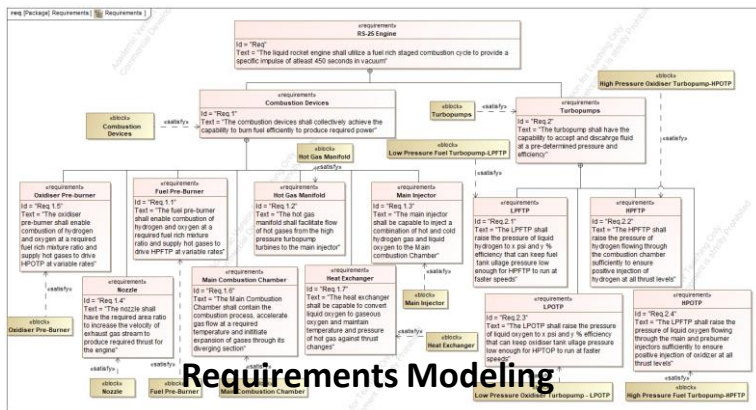 req [Package] Requirements [ Requirements ]
«requirement»
RS-25 Engine
Id = "Req"
Text = "The liquid rocket engine shall utilize a fuel rich staged combustion cycle to provide a
specific impulse of atleast 450 seconds in vacuum"
«block»
High Pressure Oxidiser Turbopump-HPOTP
«satisfy»
«block»
Combustion
Devices
«satisfy»
«requirement»
Combustion Devices
Id = "Req.1"
Text = "The combustion devices shall collectively achieve the
capability to burn fuel efficiently to produce required power"
«block»
Turbopumps
«satisfy»
«requirement»
Turbopumps
Id = "Req.2"
Text = "The turbopump shall have the
capability to accept and discahrge fluid
at a pre-determined pressure and
efficiency"
«block»
Hot Gas Manifold
«satisfy»
«block»
Low Pressure Fuel Turbopump-LPFTP
«satisfy»
«requirement»
Oxidiser Pre-burner
Id = "Req.1.5"
Text = "The oxidiser
pre-burner shall enable
combustion of hydrogen
and oxygen at a required
fuel rich mixture ratio and
supply hot gases to drive
HPOTP at variable rates"
«requirement»
Fuel Pre-Burner
Id = "Req.1.1"
Text = "The fuel pre-burner
shall enable combustion of
hydrogen and oxygen at a
required fuel rich mixture
ratio and supply hot gases to
drive HPFTP at variable rates"
«requirement»
Hot Gas Manifold
Id = "Req.1.2"
Text = "The hot gas
manifold shall facilitate flow
of hot gases from the high
pressure turbopump
turbines to the main injector"
«requirement»
Main Injector
Id = "Req.1.3"
Text = "The main injector
shall be capable to inject a
combination of hot and cold
hydrogen gas and liquid
oxygen to the Main
combustion Chamber"
«requirement»
LPFTP
Id = "Req.2.1"
Text = "The LPFTP shall
raise the pressure of liquid
hydrogen to x psi and y %
efficiency that can keep fuel
tank ullage pressure low
enough for HPFTP to run at
faster speeds"
«requirement»
HPFTP
Id = "Req.2.2"
Text = "The HPFTP shall
raise the pressure of
hydrogen flowing through
the combustion chamber
sufficiently to ensure
positive injection of
hydrogen at all thrust levels"
«requirement»
Nozzle
Id = "Req.1.4"
Text = "The nozzle shall
have the required area ratio
to increase the velocity of
exhaust gas stream to
produce required thrust for
the engine"
«requirement»
Main Combustion Chamber
Id = "Req.1.6"
Text = "The Main Combustion
Chamber shall contain the
combustion process, accelerate
gas flow at a required
temperature and inititate
expansion of gases through its
diverging section"
«requirement»
Heat Exchanger
Id = "Req.1.7"
Text = "The heat exchanger
shall be capable to convert
liquid oxygen to gaseous
oxygen and maintain
temperature and pressure
of hot gas against thrust
changes"
«requirement»
LPOTP
Id = "Req.2.3"
Text = "The LPOTP shall raise the pressure
of liquid oxygen to x psi and y % efficiency
that can keep oxidiser tank ullage pressure
low enough for HPTOP to run at faster
speeds"
«requirement»
HPOTP
Id = "Req.2.4"
Text = "The LPFTP shall raise the
pressure of liquid oxygen flowing
through the main and preburner
injectors sufficiently to ensure
positive injection of oxidizer at all
thrust levels"
«satisfy»
«block»
Oxidiser Pre-Burner
«satisfy»
«block»
Main Injector
«satisfy»
«block»
Heat Exchanger
«block»
Nozzle
«block»
Fuel Pre-Burner
«block»
Main Combustion Chamber
«block»
Low Pressure Oxidiser Turbopump - LPOTP
«block»
High Pressure Fuel Turbopump-HPFTP
Requirements Modeling